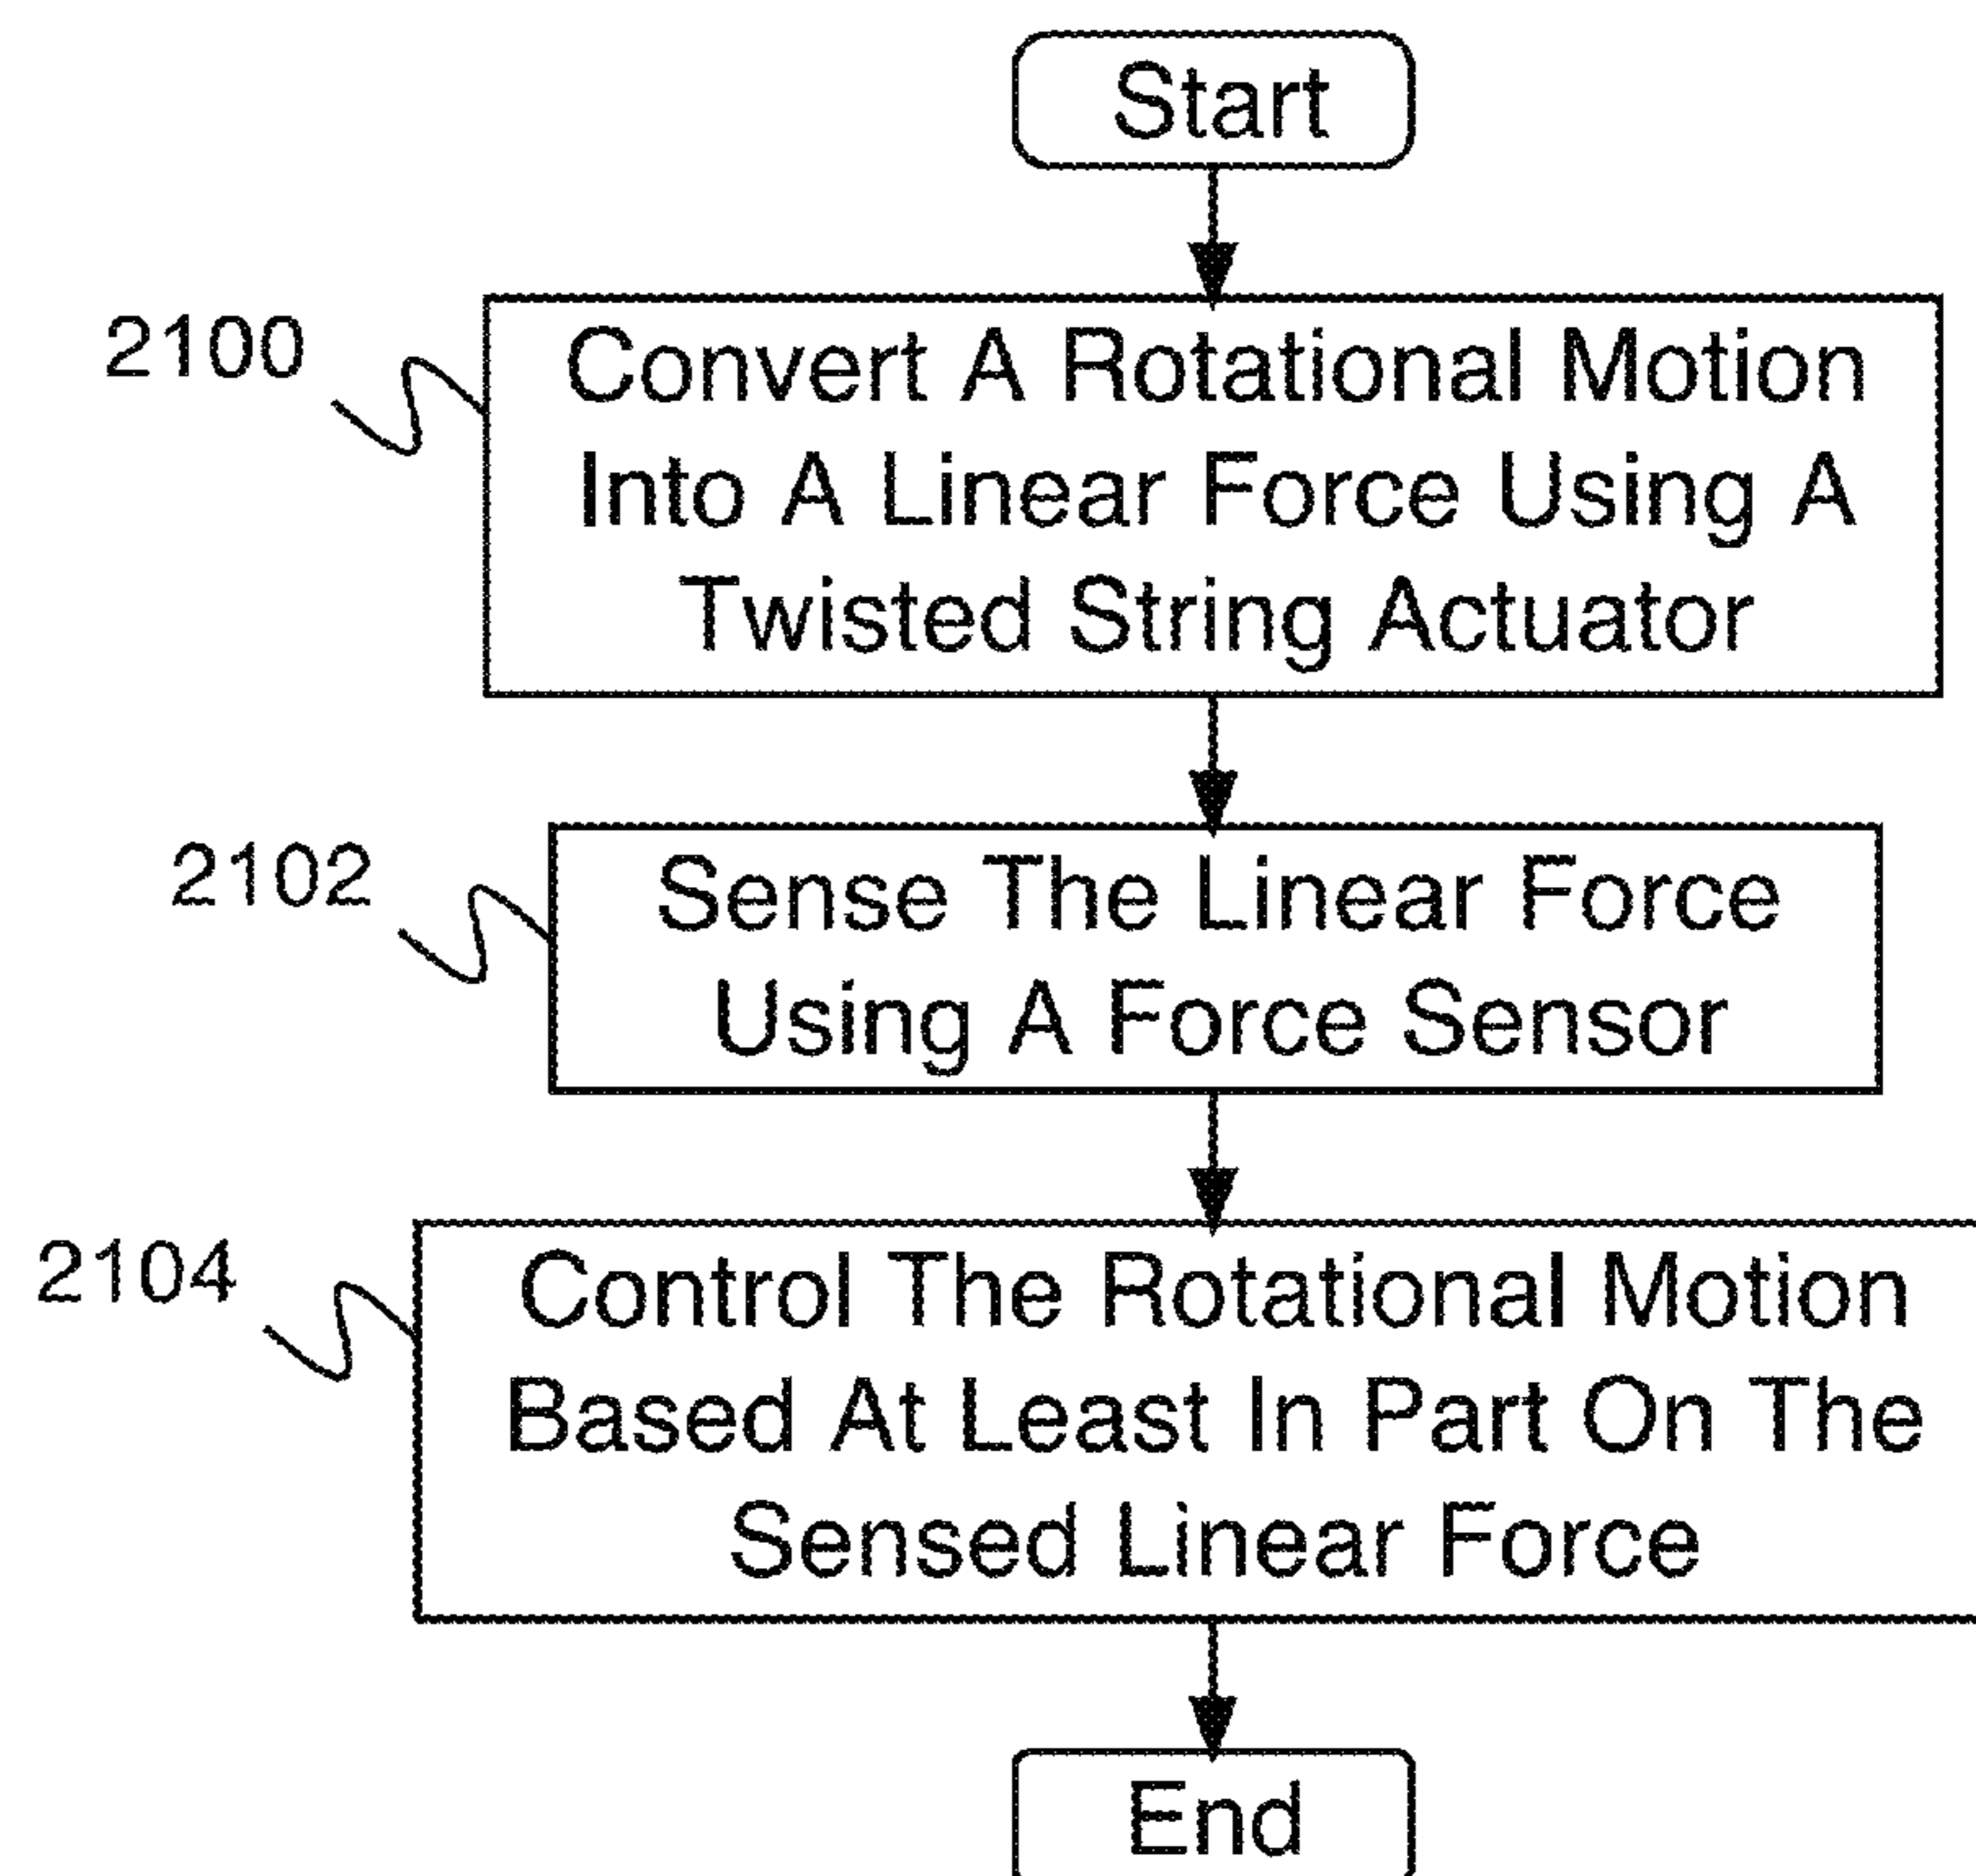 Start
2100
Convert A Rotational Motion
Into A Linear Force Using A
Twisted String Actuator
2102
Sense The Linear Force
Using A Force Sensor
2104
Control The Rotational Motion
Based At Least In Part On The
Sensed Linear Force
End